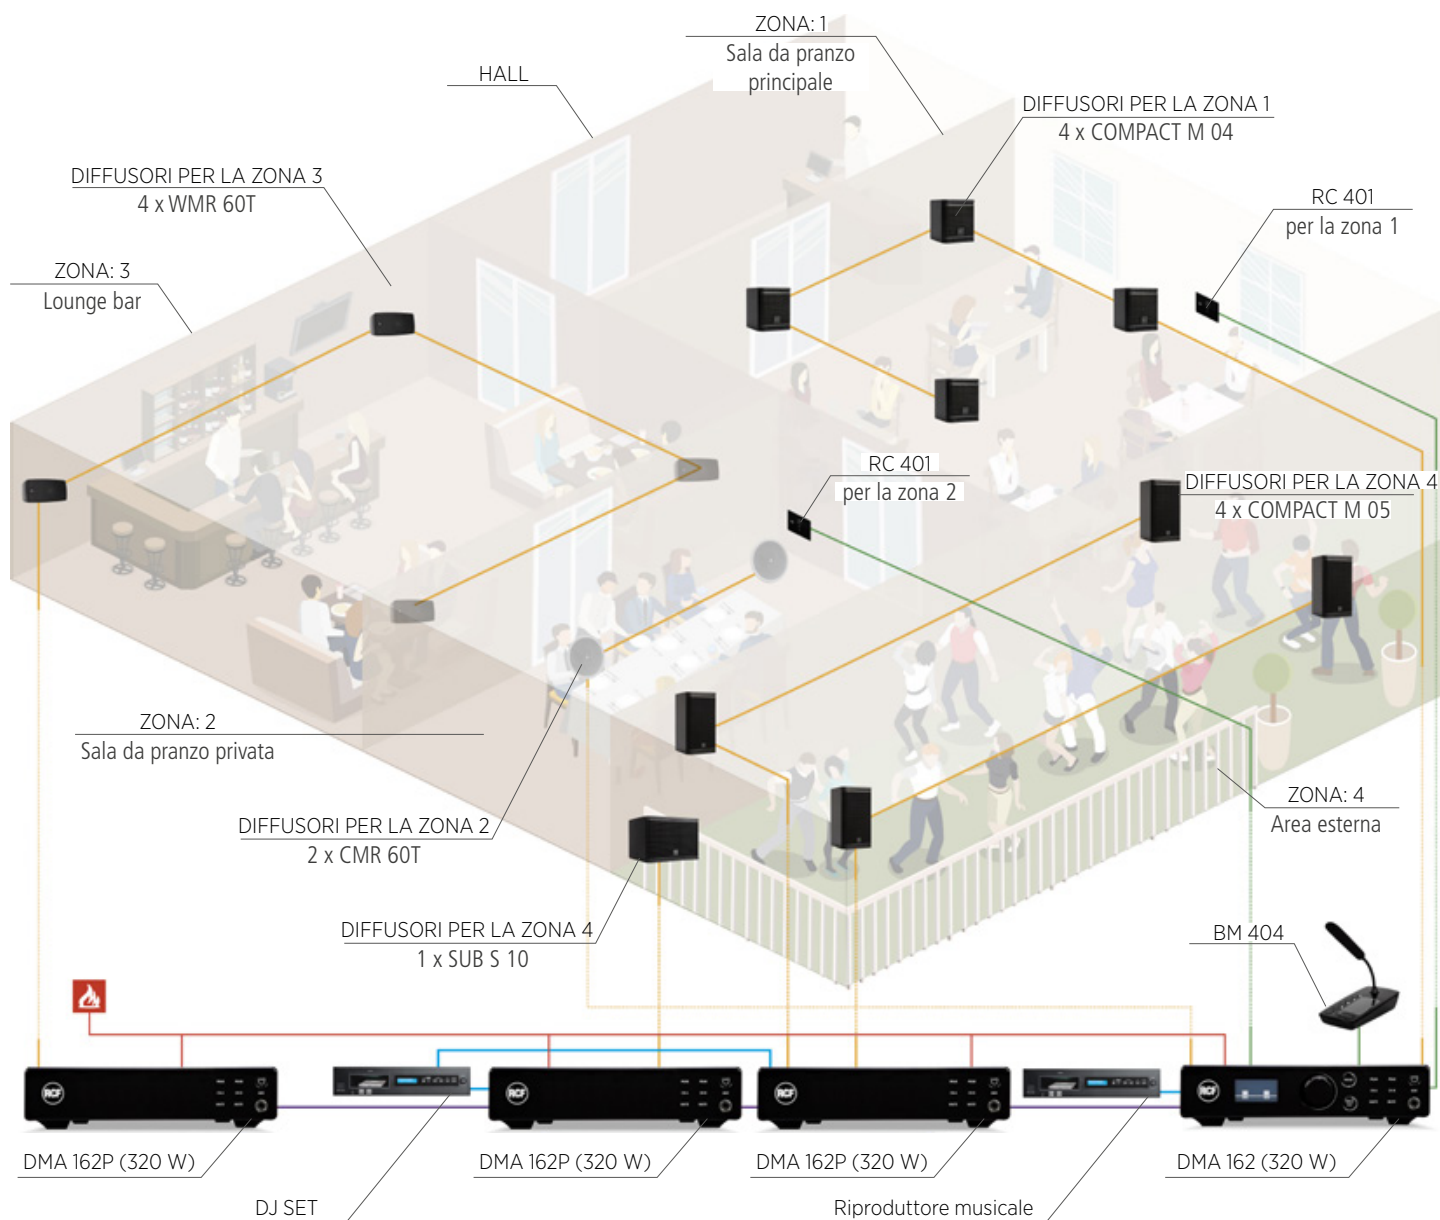 ZONA: 1
Sala da pranzo
principale
HALL
DIFFUSORI PER LA ZONA 1
4 x COMPACT M 04
DIFFUSORI PER LA ZONA 3
4 x WMR 60T
RC 401
per la zona 1
ZONA: 3
Lounge bar
RC 401
per la zona 2
DIFFUSORI PER LA ZONA 4
4 x COMPACT M 05
ZONA: 2
Sala da pranzo privata
ZONA: 4
Area esterna
DIFFUSORI PER LA ZONA 2
2 x CMR 60T
DIFFUSORI PER LA ZONA 4
1 x SUB S 10
BM 404
RCF
RCF
RCF
RCF
DMA 162P (320 W)
DMA 162P (320 W)
DMA 162P (320 W)
DMA 162 (320 W)
DJ SET
Riproduttore musicale